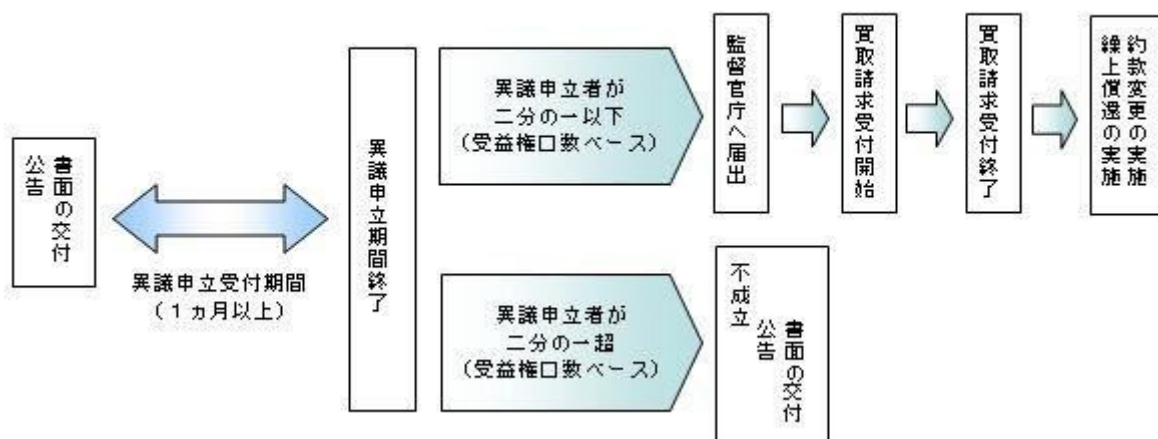 書面の交付
公告
異議申立受付期間
（１ヵ月以上）
異議申立期間終了
異議申立者が
二分の一以下
（受益権口数ベース）
監督官庁へ届出
買取請求受付開始
買取請求受付終了
約款変更の実施
繰上償還の実施
異議申立者が
二分の一超
（受益権口数ベース）
不成立
書面の交付
公告